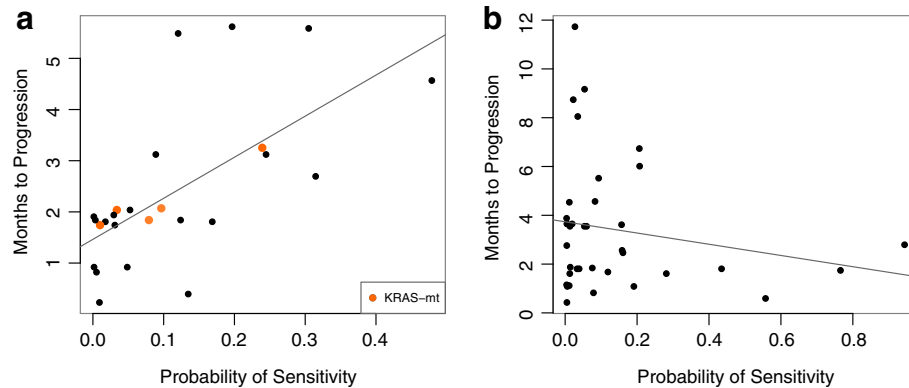 a
Months to Progression
5
4
3
2
1
KRAS-mt
0.0 0.1 0.2 0.3 0.4
Probability of Sensitivity
b
Months to Progression
12
10
8
6
4
2
0
0.0 0.2 0.4 0.6 0.8
Probability of Sensitivity